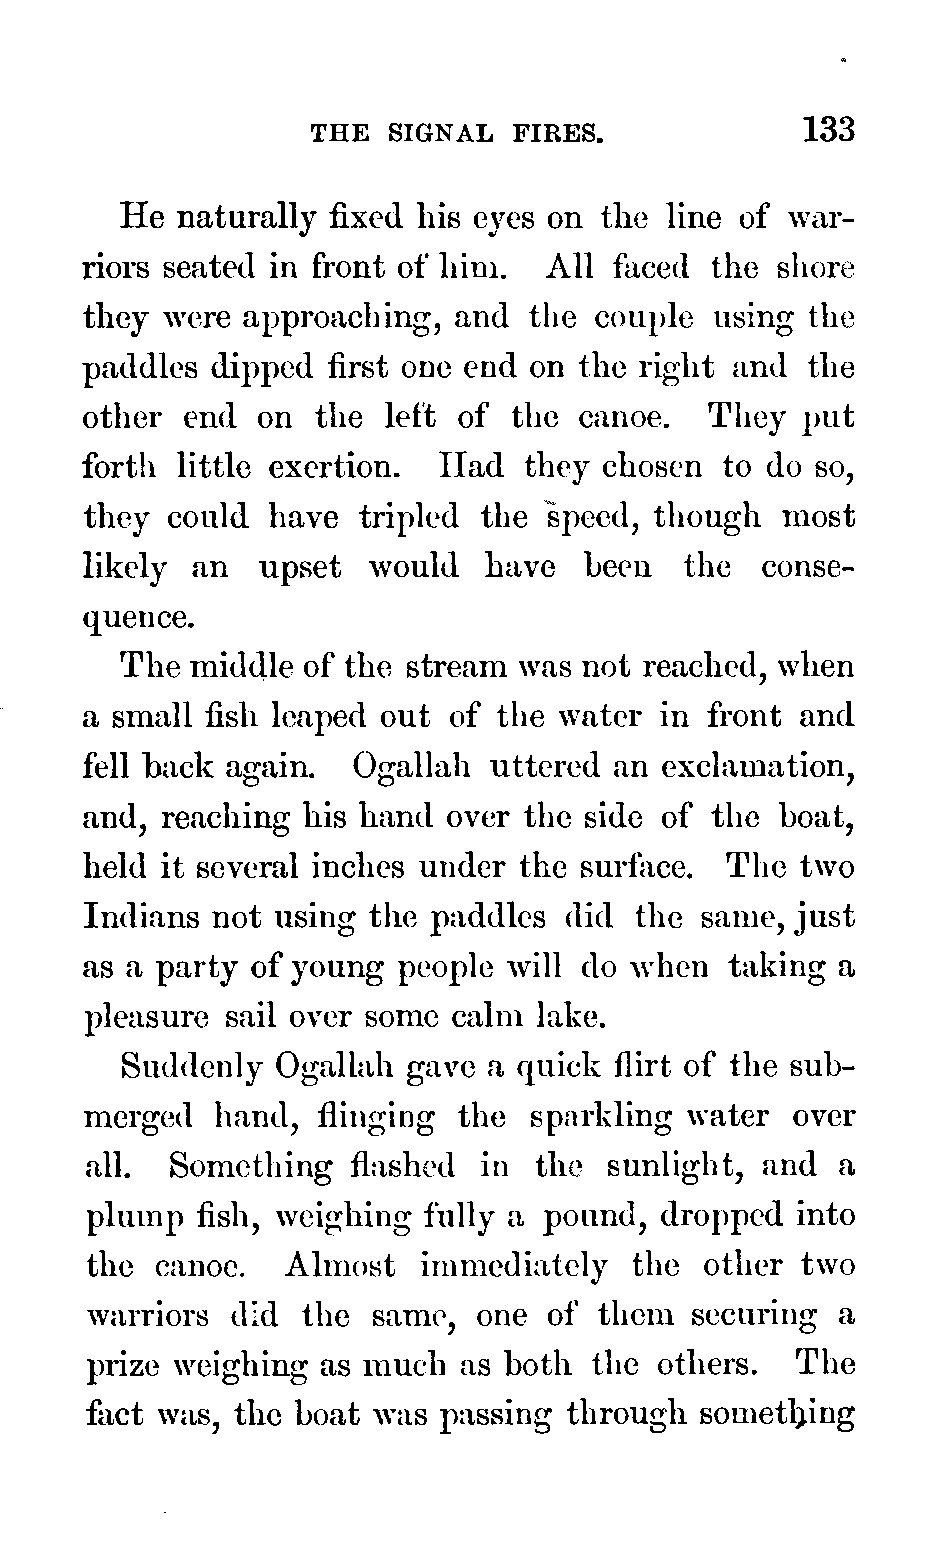 THE SIGNAL FIRES. 133
He naturally fixed his eyes on the line of war-
riors seated in front of him. All faced the shore
they were approaching, and the couple using the
paddles dipped first one end on the right and the
other end on the left of the canoe. They put
forth little exertion. Had they chosen to do so,
they could have tripled the speed, though most
likely an upset would have been the conse-
quence.
The middle of the stream was not reached, when
a small fish leaped out of the water in front and
fell back again. Ogallah uttered an exclamation,
and, reaching his hand over the side of the boat,
held it several inches under the surface. The two
Indians not using the paddles did the same, just
as a party of young people will do when taking a
pleasure sail over some calm lake.
Suddenly Ogallah gave a quick flirt of the sub-
merged hand, flinging the sparkling water over
all. Something flashed in the sunlight, and a
plump fish, weighing fully a pound, dropped into
the canoe. Almost immediately the other two
warriors did the same, one of them securing a
prize weighing as much as both the others. The
fact was, the boat was passing through something